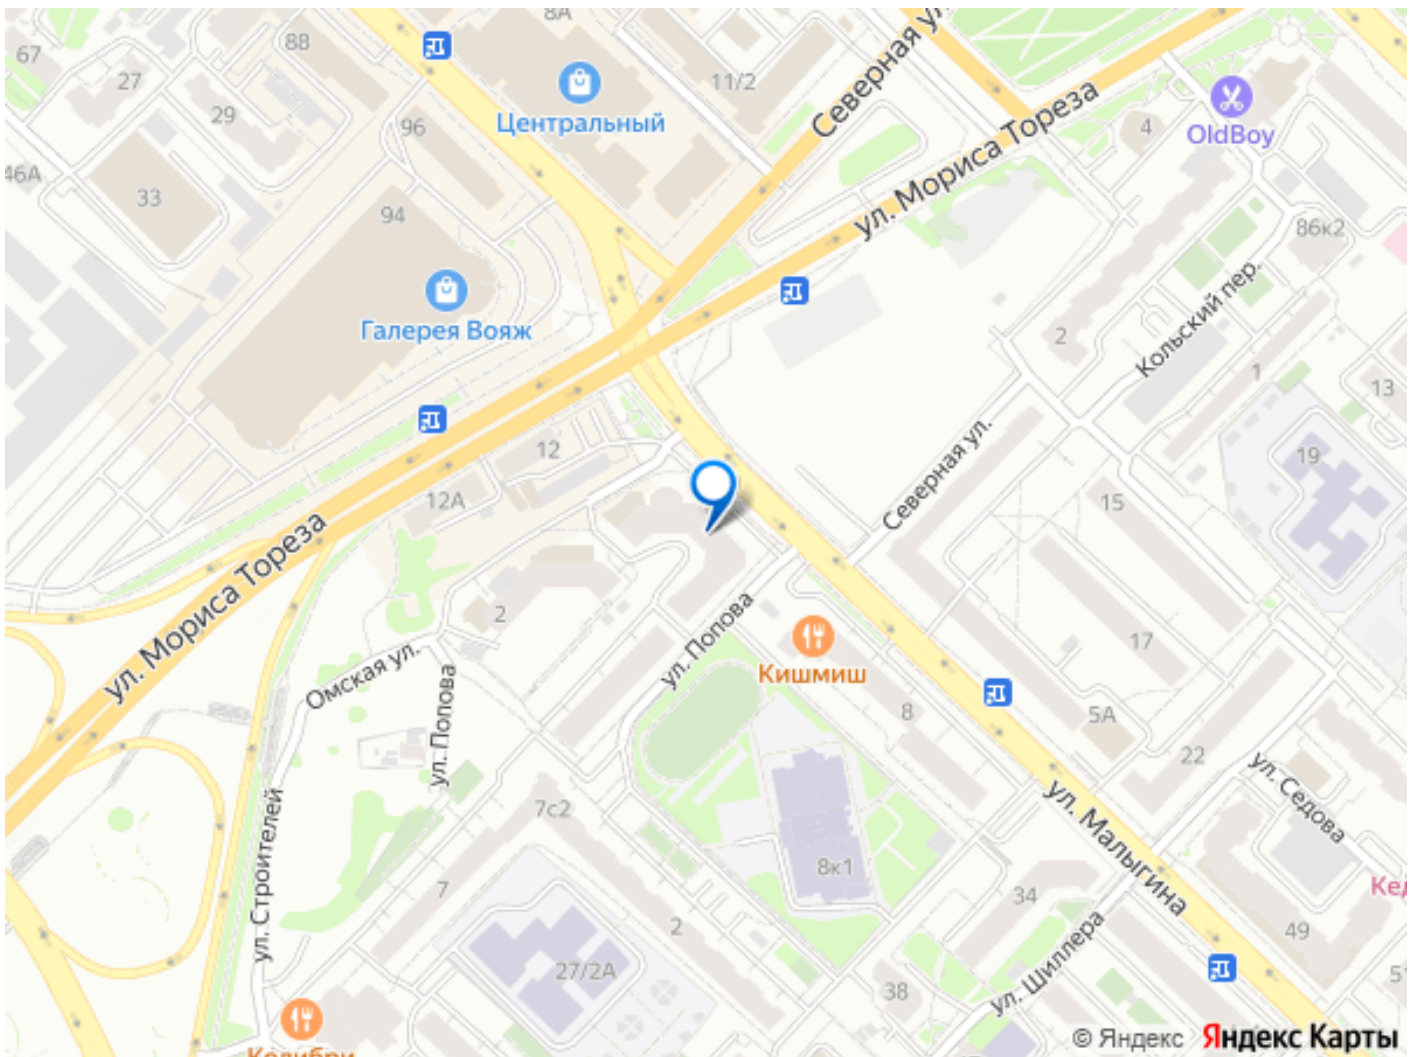 8А
67
88
27
11/2
Северная ул.
29
96
Центральный
4
OldBoy
46А
33
94
ул. Мориса Тореза
86к2
Галерея Вояж
Кольский пер.
2
1
13
12
Северная ул.
19
12А
15
ул. Мориса Тореза
2
ул. Попова
17
Омская ул.
Кишмиш
ул. Попова
8
5А
22
ул. Седова
ул. Малыгина
7с2
ул. Строителей
8к1
7
34
Кед
2
49
ул. Шиллера
27/2А
38
51
Колибри
© Яндекс Яндекс Карты